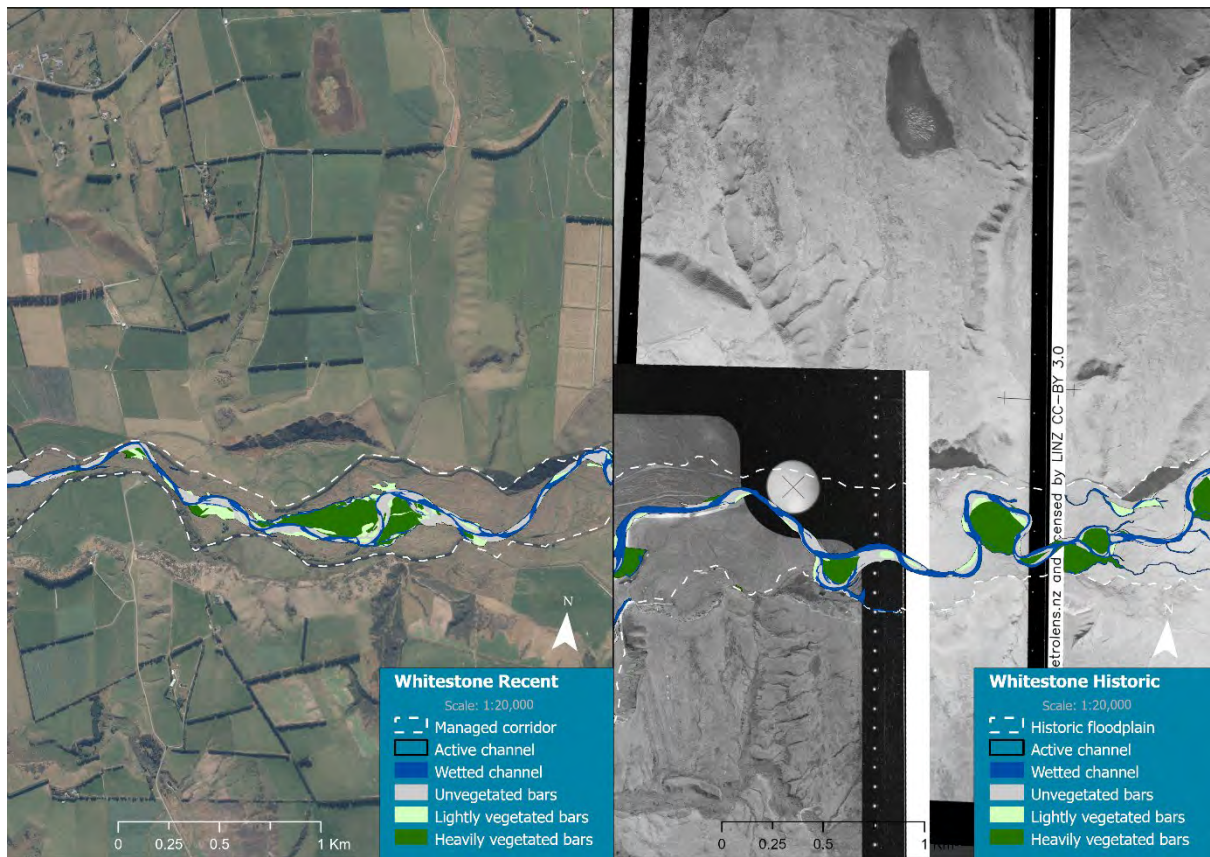 N
Whitestone Recent
Scale: 1:20,000
Managed corridor
Active channel
Wetted channel
Unvegetated bars
Lightly vegetated bars
Heavily vegetated bars
0 0.25 0.5 1 Km
etrolens.nz and licensed by LINZ CC-BY 3.0
N
Whitestone Historic
Scale: 1:20,000
Historic floodplain
Active channel
Wetted channel
Unvegetated bars
Lightly vegetated bars
Heavily vegetated bars
0 0.25 0.5 1 Km